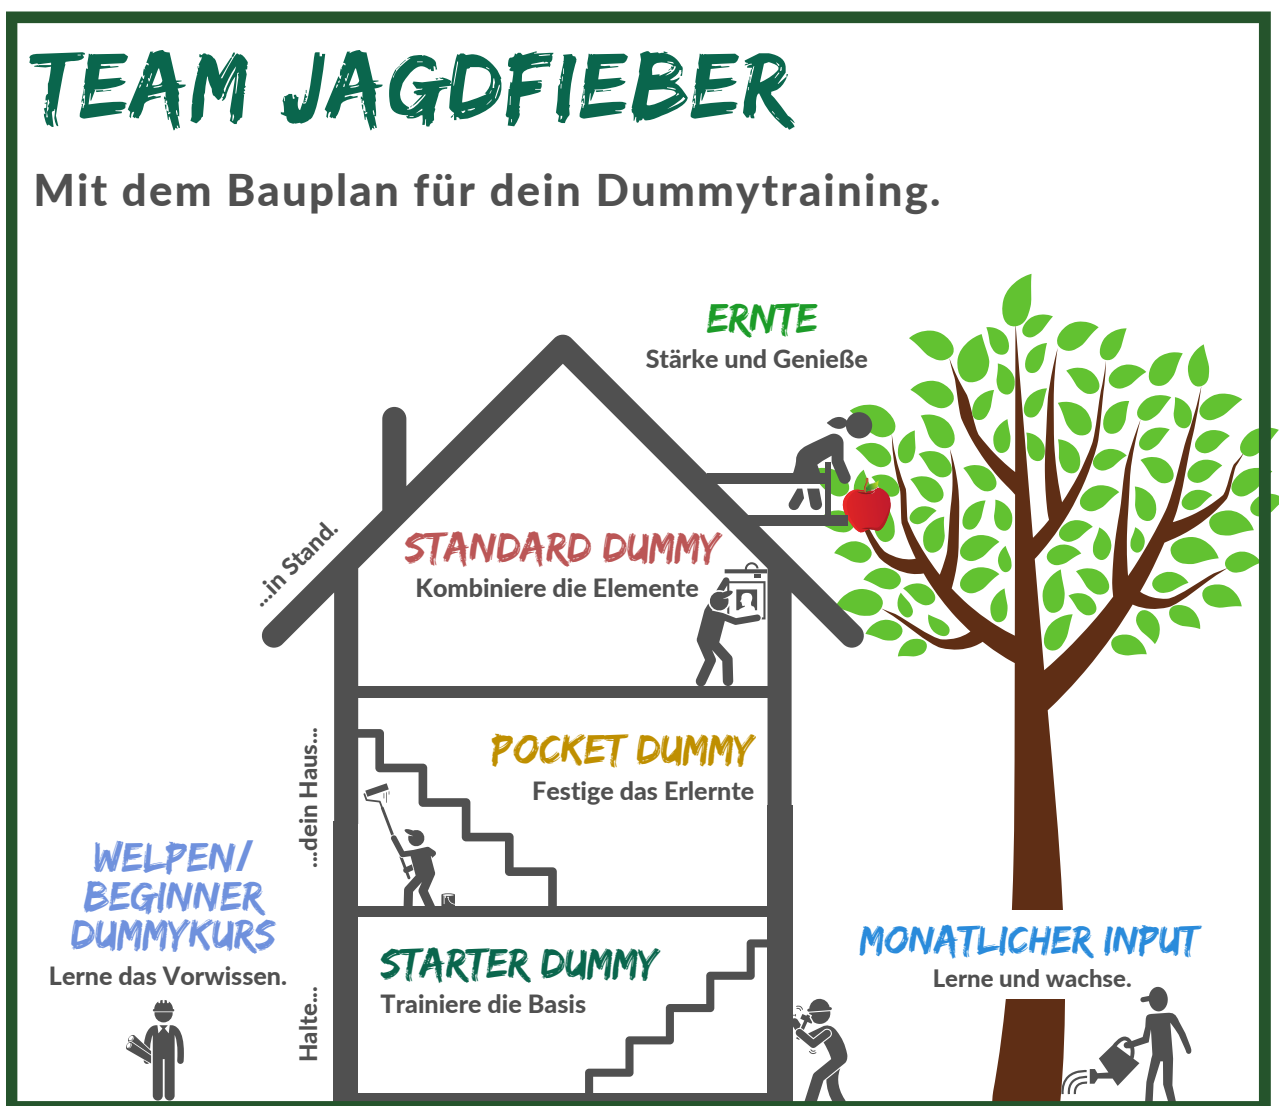 TEAM JAGDFIEBER
Mit dem Bauplan für dein Dummytraining.
ERNTE
Stärke und Genieße
...in Stand.
STANDARD DUMMY
Kombiniere die Elemente
...dein Haus...
POCKET DUMMY
Festige das Erlernte
WELPEN/
BEGINNER
DUMMYKURS
Lerne das Vorwissen.
Halte...
STARTER DUMMY
Trainiere die Basis
MONATLICHER INPUT
Lerne und wachse.